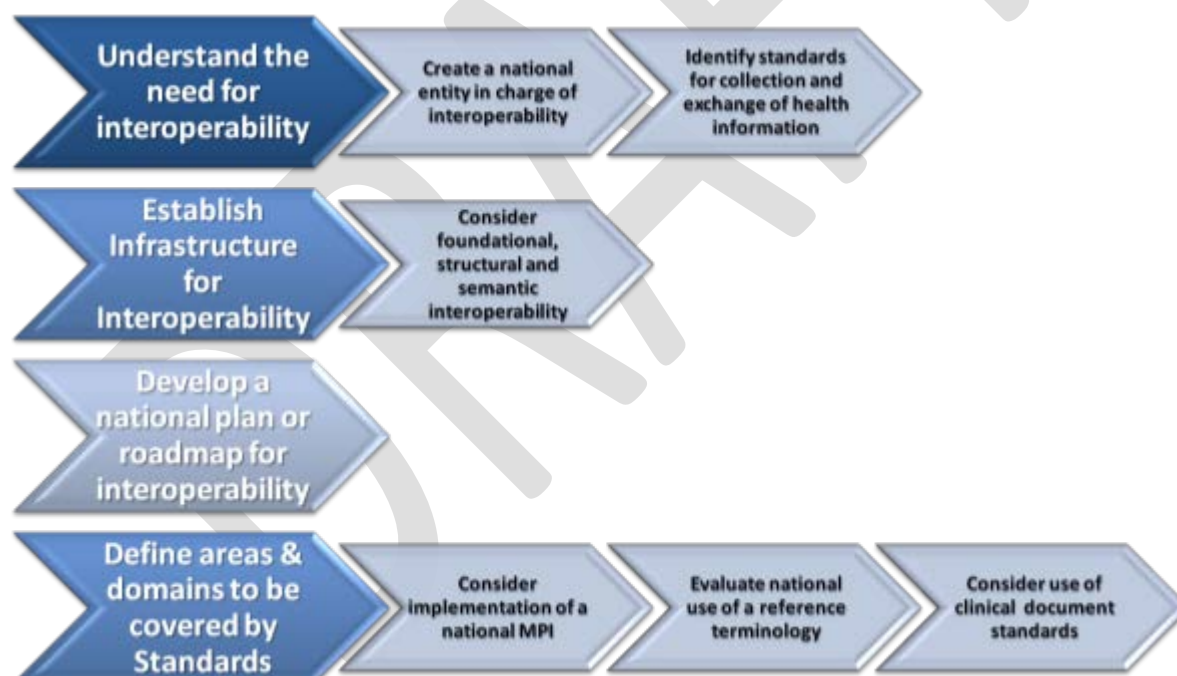 Understand the
need for
interoperability
Create a national
entity in charge of
interoperability
Identify standards
for collection and
exchange of health
information
Establish
Infrastructure
for
Interoperability
Consider
foundational,
structural and
semantic
interoperability
Develop a
national plan or
roadmap for
interoperability
Define areas &
domains to be
covered by
Standards
Consider
implementation of a
national MPI
Evaluate national
use of a reference
terminology
Consider use of
clinical document
standards